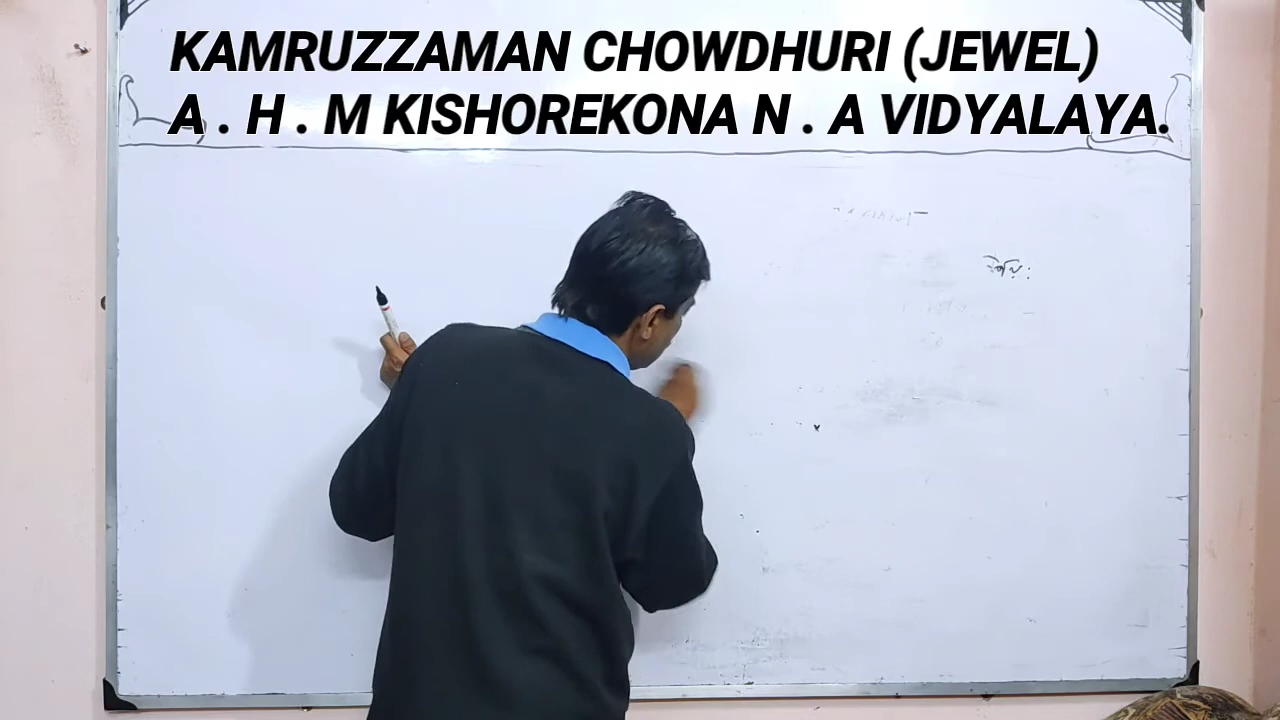 KAMRUZZAMAN CHOWDHURI (JEWEL)
A . H . M KISHOREKONA N . A VIDYALAYA.